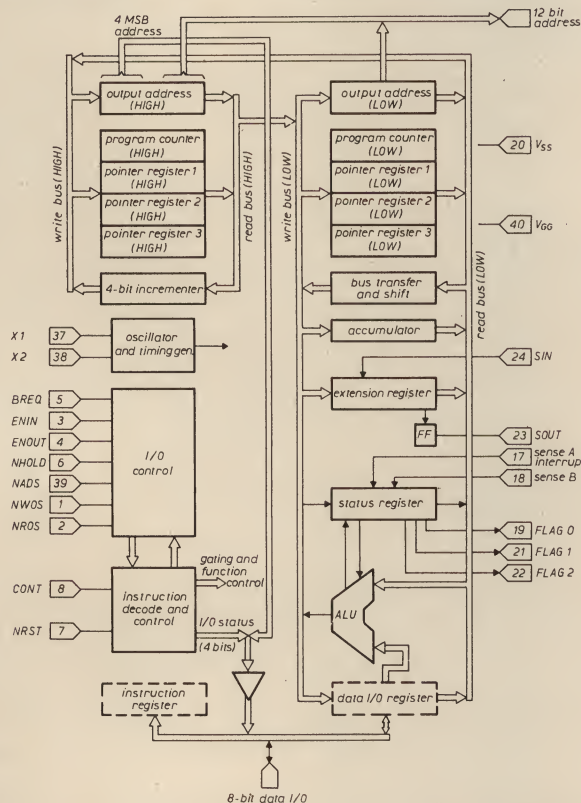 4 MSB
address
12 bit
address
output address
(HIGH)
output address
(LOW)
program counter
(HIGH)
pointer register 1
(HIGH)
pointer register 2
(HIGH)
pointer register 3
(HIGH)
program counter
(LOW)
pointer register 1
(LOW)
pointer register 2
(LOW)
pointer register 3
(LOW)
write bus (HIGH)
read bus (HIGH)
write bus (LOW)
read bus (LOW)
20 VSS
40 VGG
4-bit incrementer
bus transfer
and shift
accumulator
X1 37
X2 38
oscillator
and timing gen.
24 SIN
extension register
FF
23 SOUT
17 sense A
interrup
18 sense B
status register
19 FLAG 0
21 FLAG 1
22 FLAG 2
BREQ 5
ENIN 3
ENOUT 4
NHOLD 6
NADS 39
NWOS 1
NROS 2
I/O
control
gating and
function
control
CONT 8
NRST 7
instruction
decode and
control
I/O status
(4 bits)
ALU
instruction
register
data I/O register
8-bit data I/O